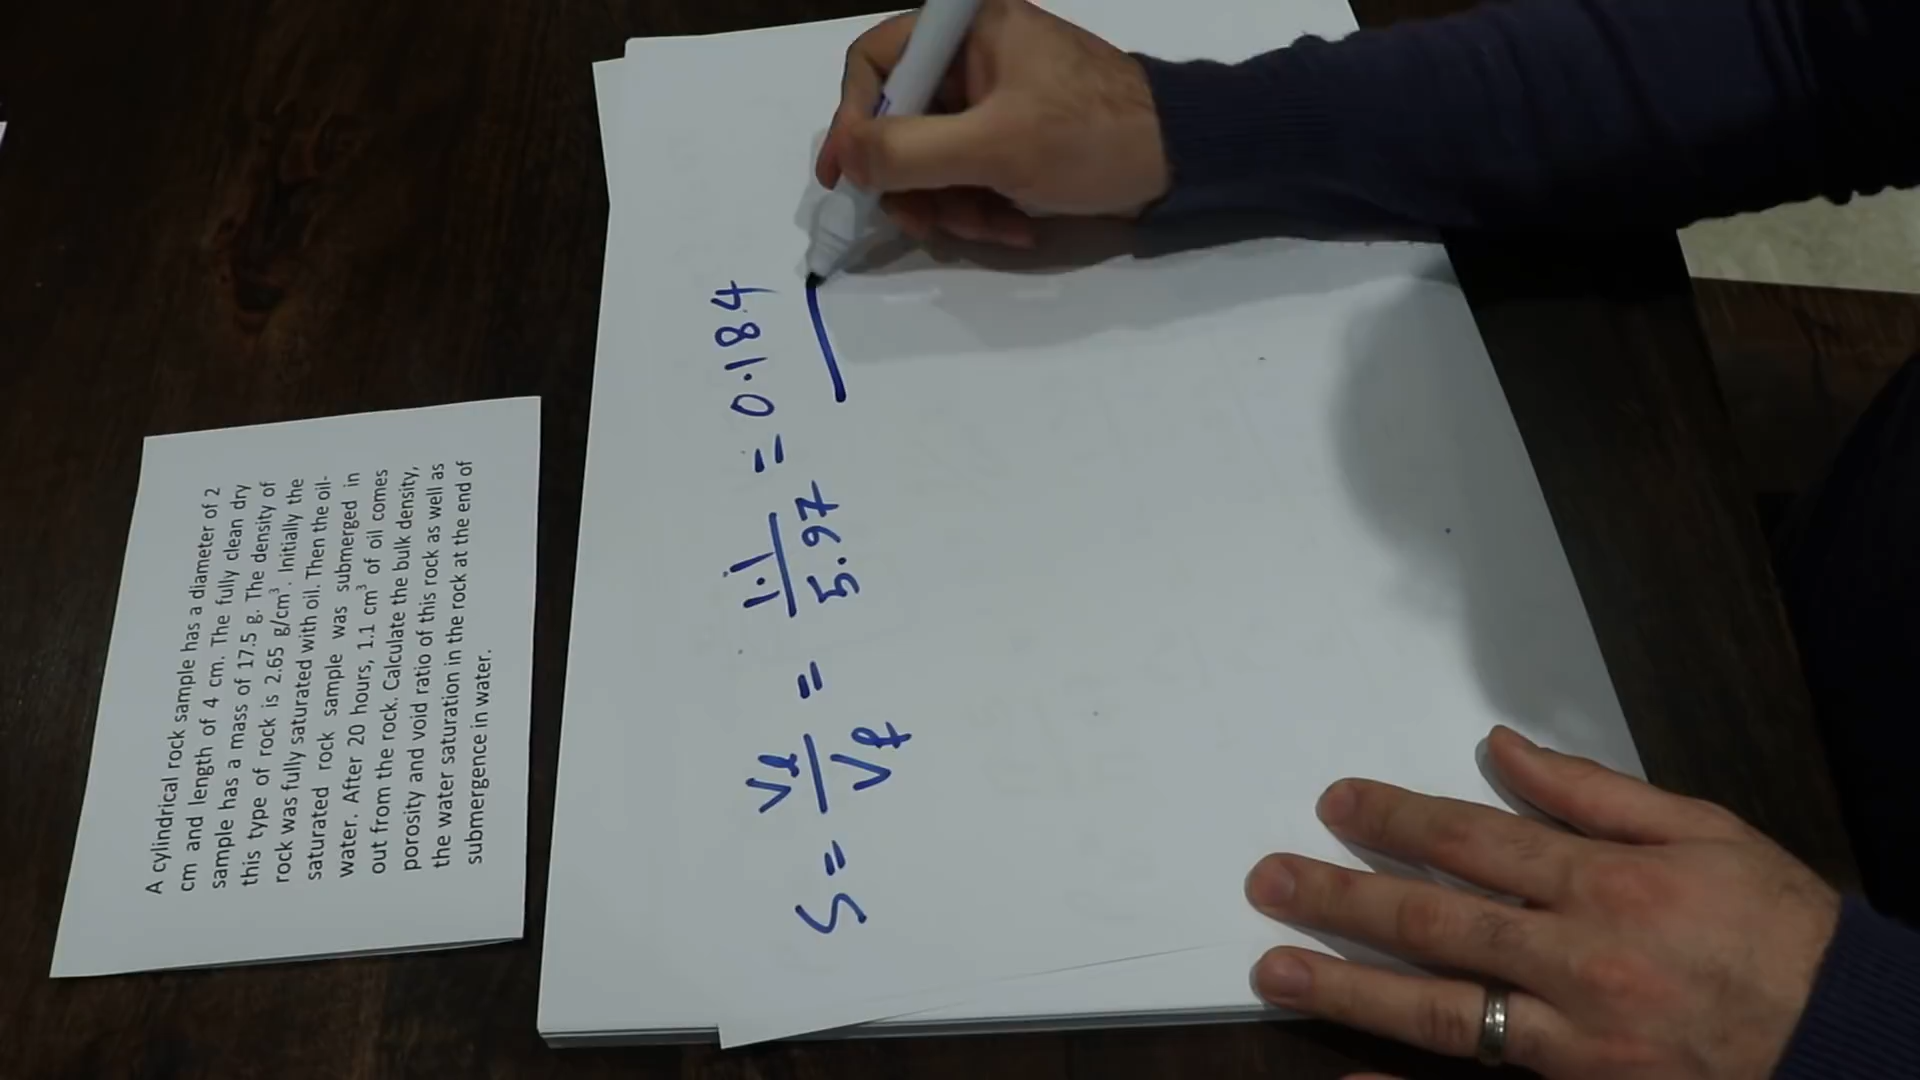 A cylindrical rock sample has a diameter of 2
cm and length of 4 cm. The fully clean dry
sample has a mass of 17.5 g. The density of
this type of rock is 2.65 g/cm³. Initially the
rock was fully saturated with oil. Then the oil-
saturated rock sample was submerged in
water. After 20 hours, 1.1 cm³ of oil comes
out from the rock. Calculate the bulk density,
porosity and void ratio of this rock as well as
the water saturation in the rock at the end of
submergence in water.
S = Vl/Vf = 1.1/5.97 = 0.184